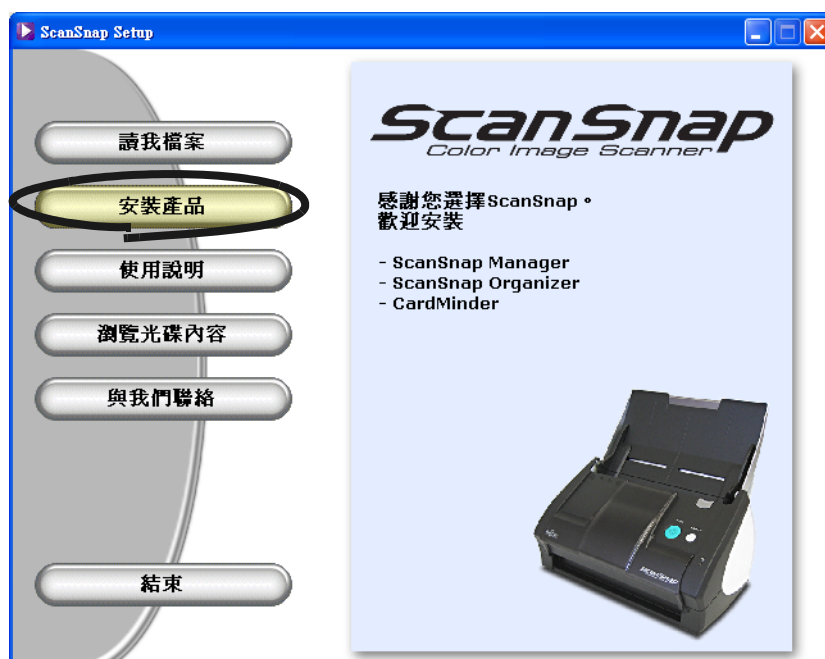 ScanSnap Setup
讀我檔案
安裝產品
使用說明
瀏覽光碟內容
與我們聯絡
結束
ScanSnap
Color Image Scanner
感謝您選擇ScanSnap。
歡迎安裝
- ScanSnap Manager
- ScanSnap Organizer
- CardMinder
ScanSnap